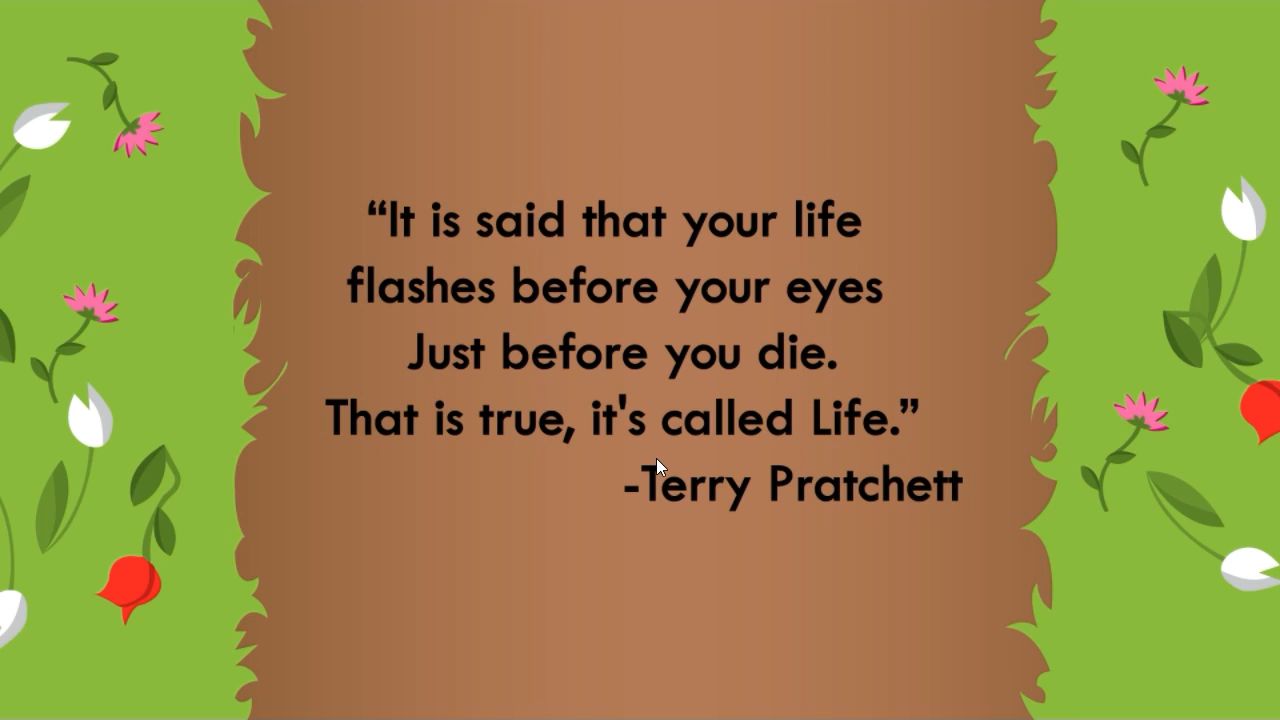 “It is said that your life
flashes before your eyes
Just before you die.
That is true, it's called Life.”
-Terry Pratchett